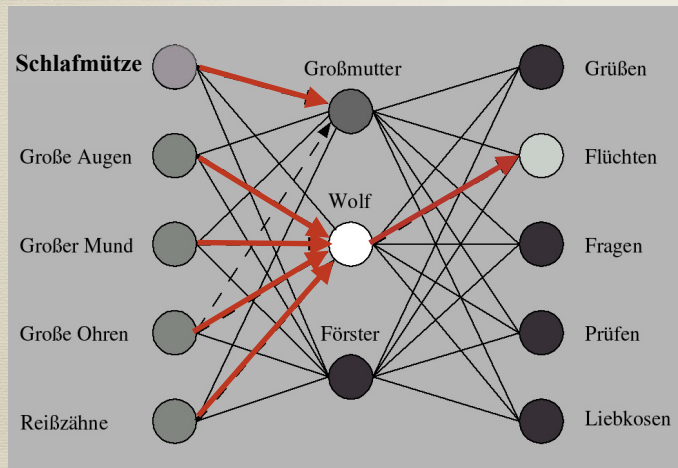 Schlafmütze
Große Augen
Großer Mund
Große Ohren
Reißzähne
Großmutter
Wolf
Förster
Grüßen
Flüchten
Fragen
Prüfen
Liebkosen